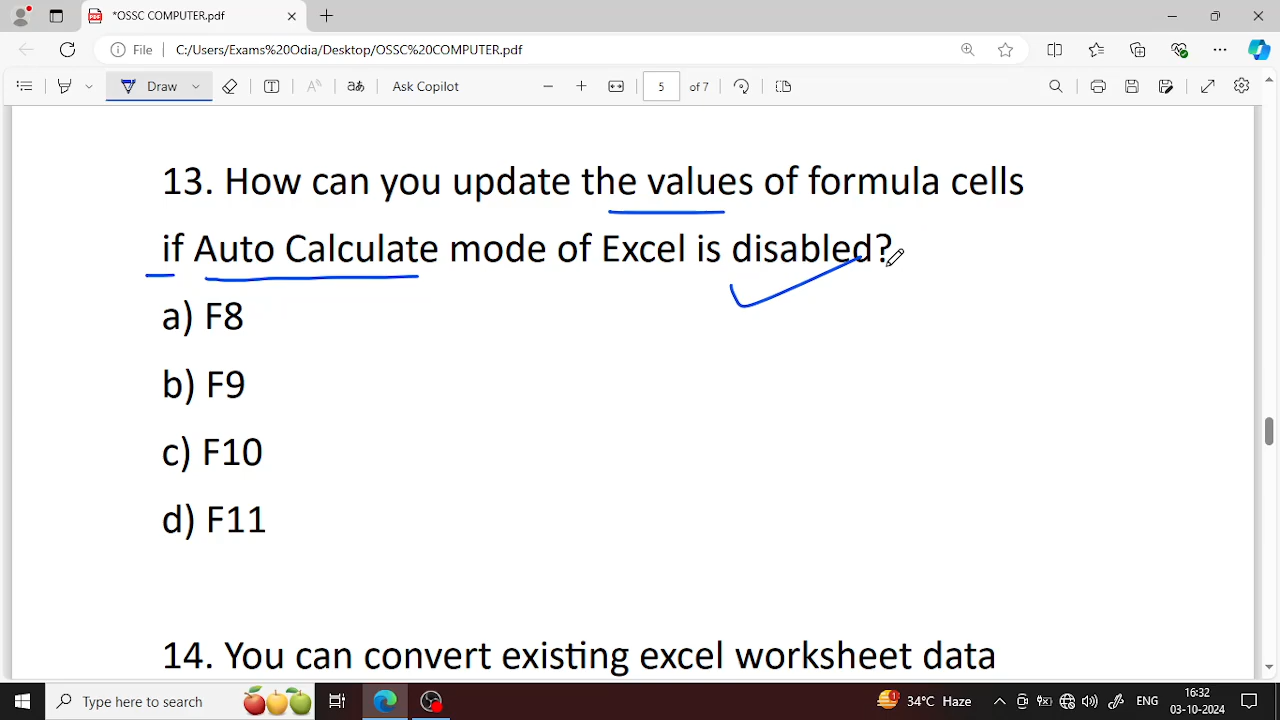 *OSSC COMPUTER.pdf
File
C:/Users/Exams%20Odia/Desktop/OSSC%20COMPUTER.pdf
Draw
Ask Copilot
5
of 7
13. How can you update the values of formula cells
if Auto Calculate mode of Excel is disabled?
a) F8
b) F9
c) F10
d) F11
14. You can convert existing excel worksheet data
Type here to search
1
34°C Haze
ENG
16:32
03-10-2024